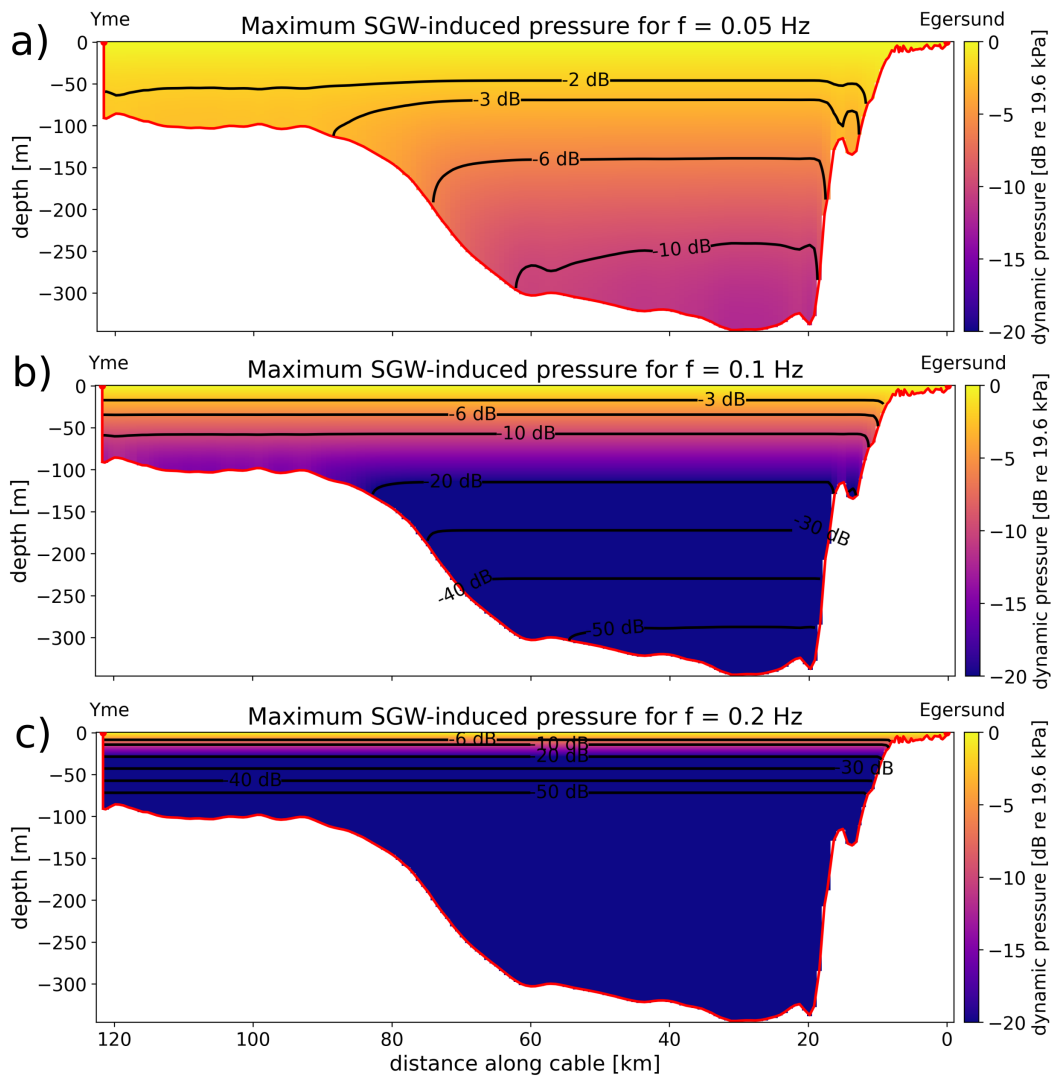 a)
Yme
Maximum SGW-induced pressure for f = 0.05 Hz
Egersund
0
−50
−100
−150
−200
−250
−300
depth [m]
-2 dB
-3 dB
-6 dB
-10 dB
120
100
80
60
40
20
0
0
−5
−10
−15
−20
dynamic pressure [dB re 19.6 kPa]
b)
Yme
Maximum SGW-induced pressure for f = 0.1 Hz
Egersund
0
−50
−100
−150
−200
−250
−300
depth [m]
-3 dB
-6 dB
-10 dB
-20 dB
-30 dB
-40 dB
-50 dB
0
−5
−10
−15
−20
dynamic pressure [dB re 19.6 kPa]
c)
Yme
Maximum SGW-induced pressure for f = 0.2 Hz
Egersund
0
−50
−100
−150
−200
−250
−300
depth [m]
-6 dB
-10 dB
-20 dB
-30 dB
-40 dB
-50 dB
120
100
80
60
40
20
0
distance along cable [km]
0
−5
−10
−15
−20
dynamic pressure [dB re 19.6 kPa]